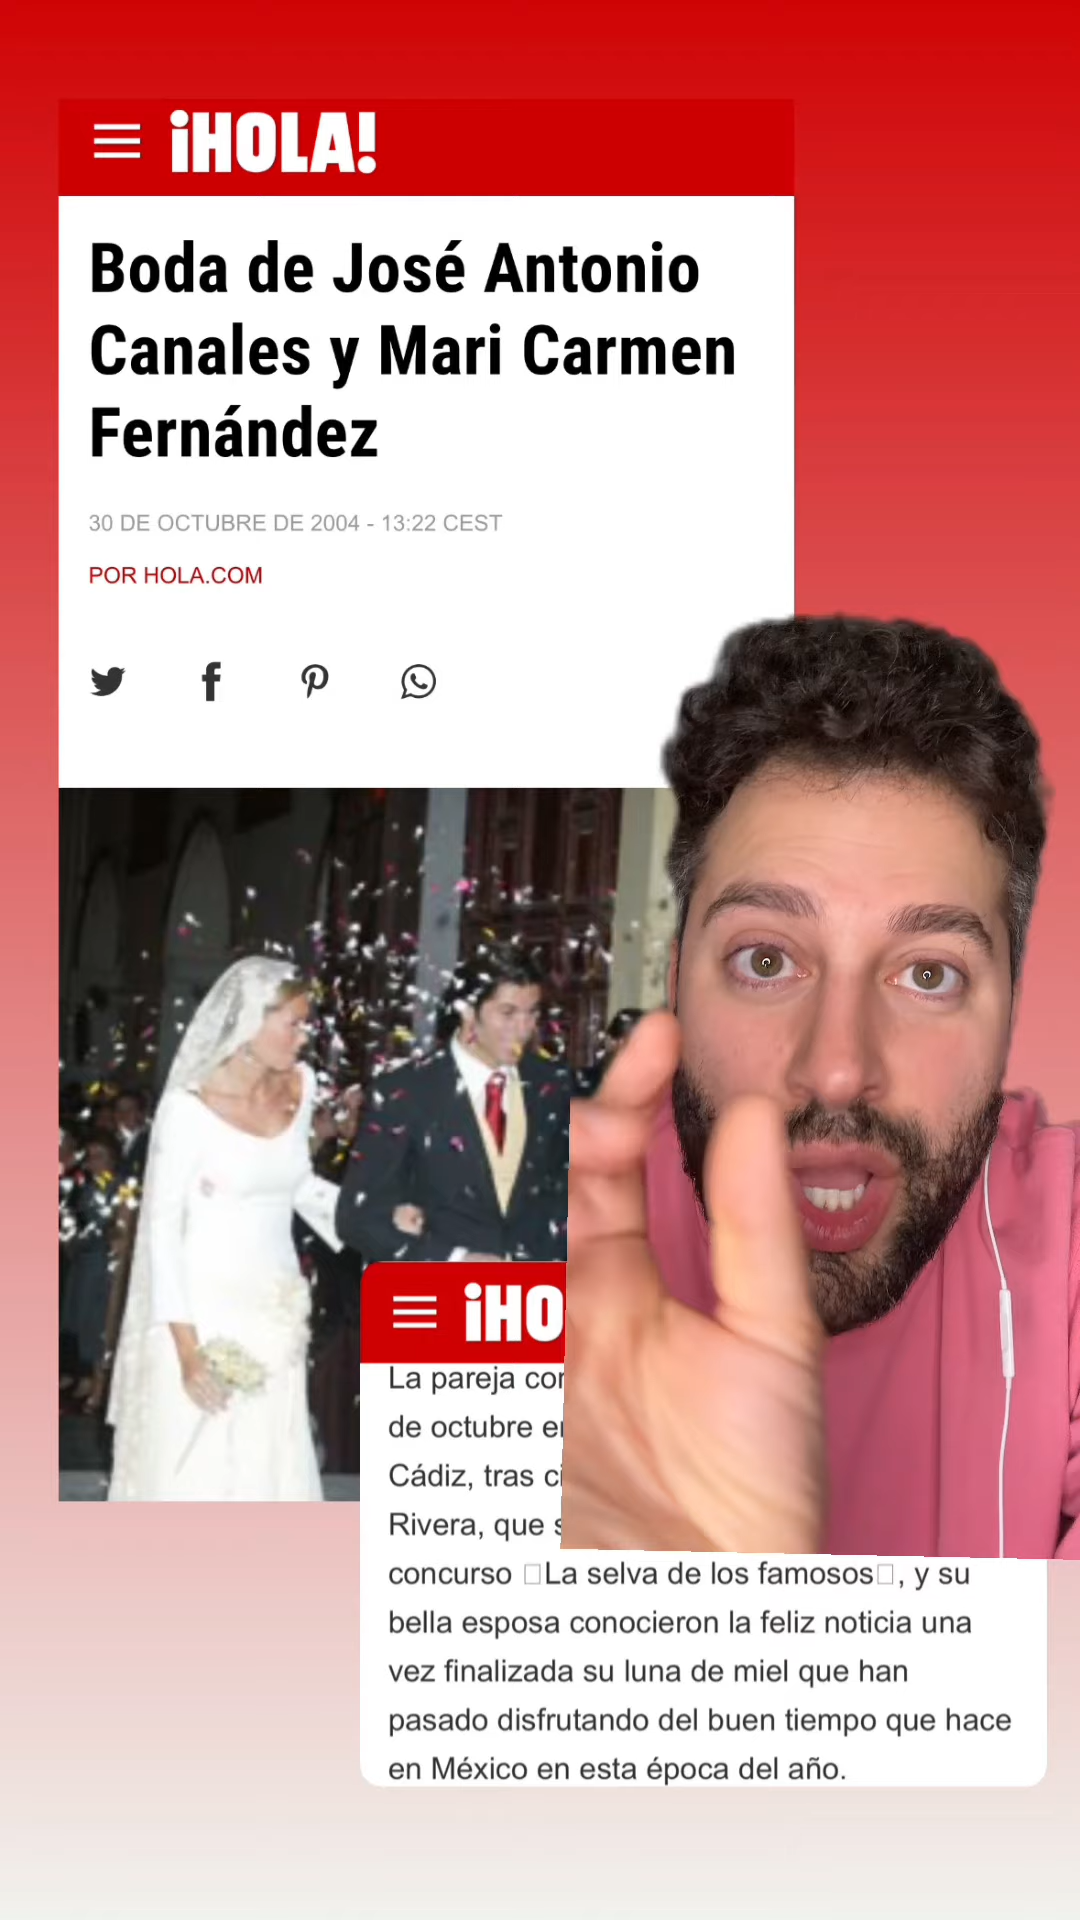 ¡HOLA!
Boda de José Antonio
Canales y Mari Carmen
Fernández
30 DE OCTUBRE DE 2004 - 13:22 CEST
POR HOLA.COM
¡HO
La pareja
de octubre
Cádiz, tras
Rivera, que
concurso □La selva de los famosos□, y su
bella esposa conocieron la feliz noticia una
vez finalizada su luna de miel que han
pasado disfrutando del buen tiempo que hace
en México en esta época del año.